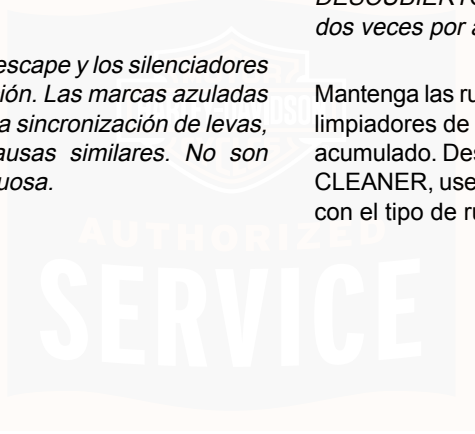 escape y los silenciadores
ión. Las marcas azuladas
a sincronización de levas,
ausas similares. No son
uosa.
DESCUBIERTO
dos veces por a
Mantenga las ru
limpiadores de
acumulado. Des
CLEANER, use
con el tipo de ru
AUTHORIZED
SERVICE